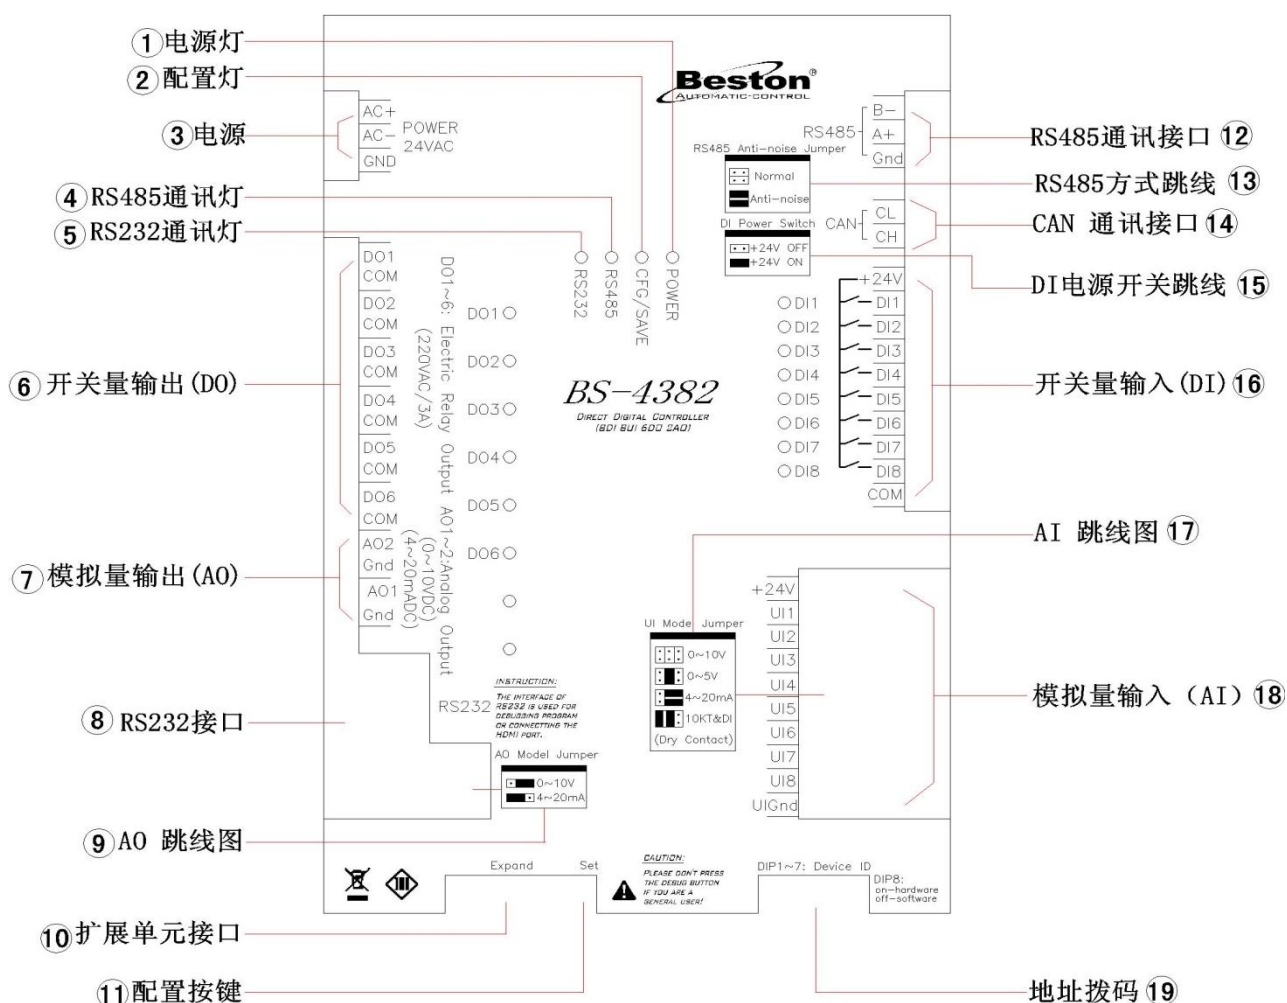 ①电源灯
②配置灯
③电源
④RS485通讯灯
⑤RS232通讯灯
⑥开关量输出(DO)
⑦模拟量输出(AO)
⑧RS232接口
⑨AO 跳线图
⑩扩展单元接口
⑪配置按键
Beston®
AUTOMATIC-CONTROL
AC+
AC-
GND
POWER
24VAC
DO1
COM
DO2
COM
DO3
COM
DO4
COM
DO5
COM
DO6
COM
AO2
Gnd
AO1
Gnd
DO1~6: Electric Relay Output
(220VAC/3A)
AO1~2:Analog Output
(0~10VDC)
(4~20mADC)
RS232
RS485
CFG/SAVE
POWER
DO1
DO2
DO3
DO4
DO5
DO6
BS-4382
DIRECT DIGITAL CONTROLLER
(8DI 8UI 6DO 2AO)
RS232
INSTRUCTION:
THE INTERFACE OF
RS232 IS USED FOR
DEBUGGING PROGRAM
OR CONNECTTING THE
HDMI PORT.
AO Model Jumper
0~10V
4~20mA
RS485
B-
A+
Gnd
RS485 Anti-noise Jumper
Normal
Anti-noise
DI Power Switch
+24V OFF
+24V ON
CAN
CL
CH
+24V
DI1 DI1
DI2 DI2
DI3 DI3
DI4 DI4
DI5 DI5
DI6 DI6
DI7 DI7
DI8 DI8
COM
UI Model Jumper
0~10V
0~5V
4~20mA
10KT&DI
(Dry Contact)
+24V
UI1
UI2
UI3
UI4
UI5
UI6
UI7
UI8
UIGnd
Expand
Set
CAUTION:
PLEASE DON'T PRESS
THE DEBUG BUTTON
IF YOU ARE A
GENERAL USER!
DIP1~7: Device ID
DIP8:
on-hardware
off-software
RS485通讯接口⑫
RS485方式跳线⑬
CAN 通讯接口⑭
DI电源开关跳线⑮
开关量输入(DI)⑯
AI 跳线图⑰
模拟量输入（AI）⑱
地址拨码⑲